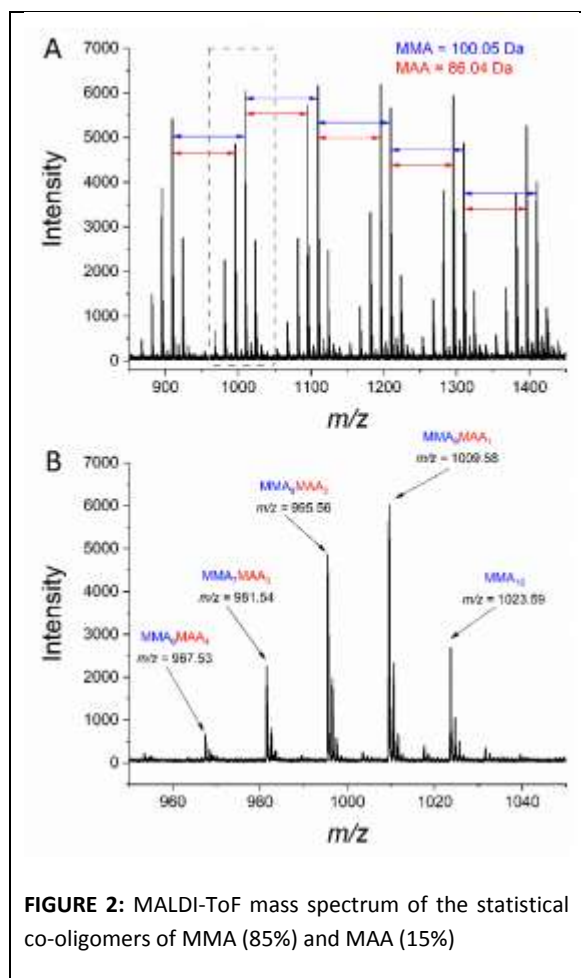 A
MMA = 100.05 Da
MAA = 86.04 Da
7000
6000
5000
4000
3000
2000
1000
0
Intensity
900 1000 1100 1200 1300 1400
m/z
B
7000
6000
5000
4000
3000
2000
1000
0
Intensity
MMA₉MAA₁
m/z = 1009.58
MMA₈MAA₂
m/z = 995.56
MMA₇MAA₃
m/z = 981.54
MMA₁₀
m/z = 1023.59
MMA₆MAA₄
m/z = 967.53
960 980 1000 1020 1040
m/z
FIGURE 2: MALDI-ToF mass spectrum of the statistical
co-oligomers of MMA (85%) and MAA (15%)